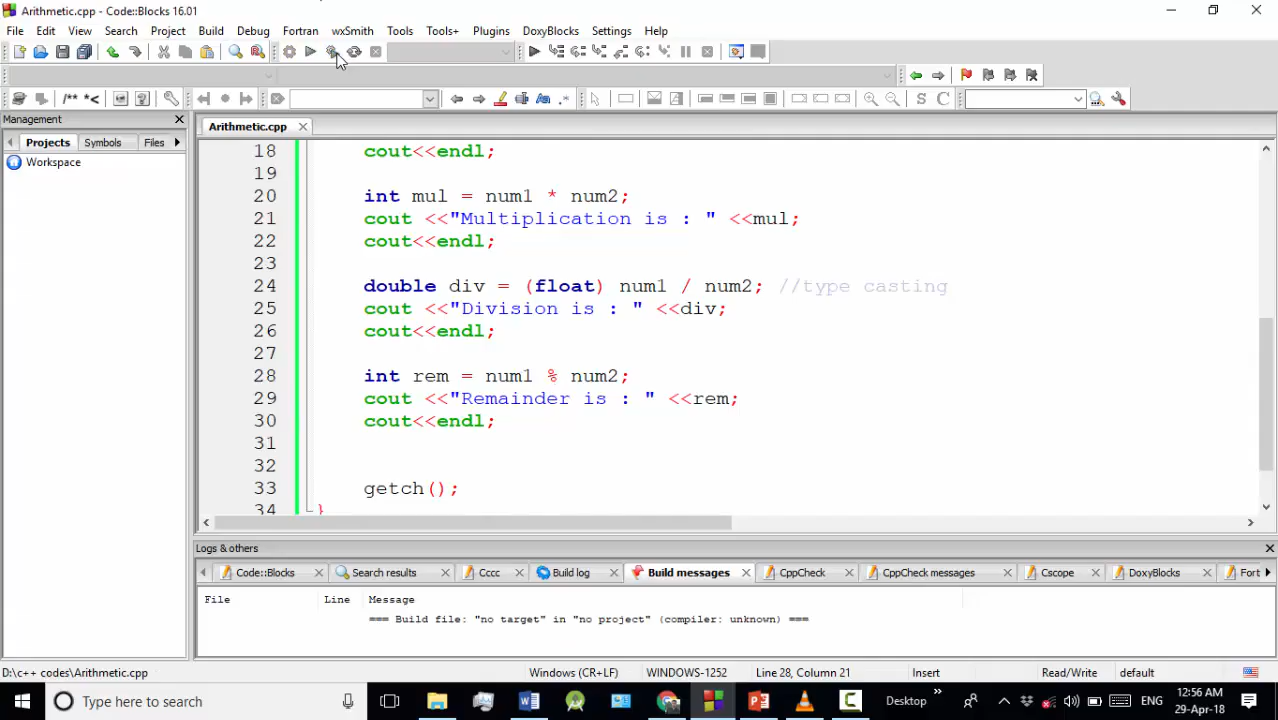 Arithmetic.cpp - Code::Blocks 16.01
File Edit View Search Project Build Debug Fortran wxSmith Tools Tools+ Plugins DoxyBlocks Settings Help
/** *<
.*
S C
Management
Projects Symbols Files
Workspace
Arithmetic.cpp
18 cout<<endl;
19
20 int mul = num1 * num2;
21 cout <<"Multiplication is : " <<mul;
22 cout<<endl;
23
24 double div = (float) num1 / num2; //type casting
25 cout <<"Division is : " <<div;
26 cout<<endl;
27
28 int rem = num1 % num2;
29 cout <<"Remainder is : " <<rem;
30 cout<<endl;
31
32
33 getch();
34 }
Logs & others
Code::Blocks Search results Cccc Build log Build messages CppCheck CppCheck messages Cscope DoxyBlocks Fort
File Line Message
=== Build file: "no target" in "no project" (compiler: unknown) ===
D:\c++ codes\Arithmetic.cpp Windows (CR+LF) WINDOWS-1252 Line 28, Column 21 Insert Read/Write default
Type here to search Desktop » ENG 12:56 AM
29-Apr-18